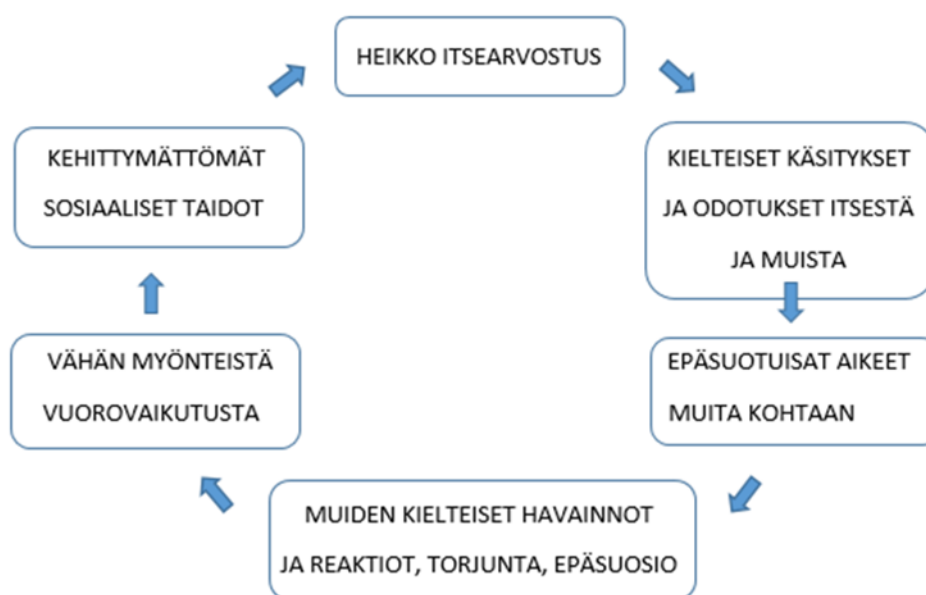 HEIKKO ITSEARVOSTUS
KIELTEISET KÄSITYKSET
JA ODOTUKSET ITSESTÄ
JA MUISTA
EPÄSUOTUISAT AIKEET
MUITA KOHTAAN
MUIDEN KIELTEISET HAVAINNOT
JA REAKTIOT, TORJUNTA, EPÄSUOSIO
VÄHÄN MYÖNTEISTÄ
VUOROVAIKUTUSTA
KEHITTYMÄTTÖMÄT
SOSIAALISET TAIDOT